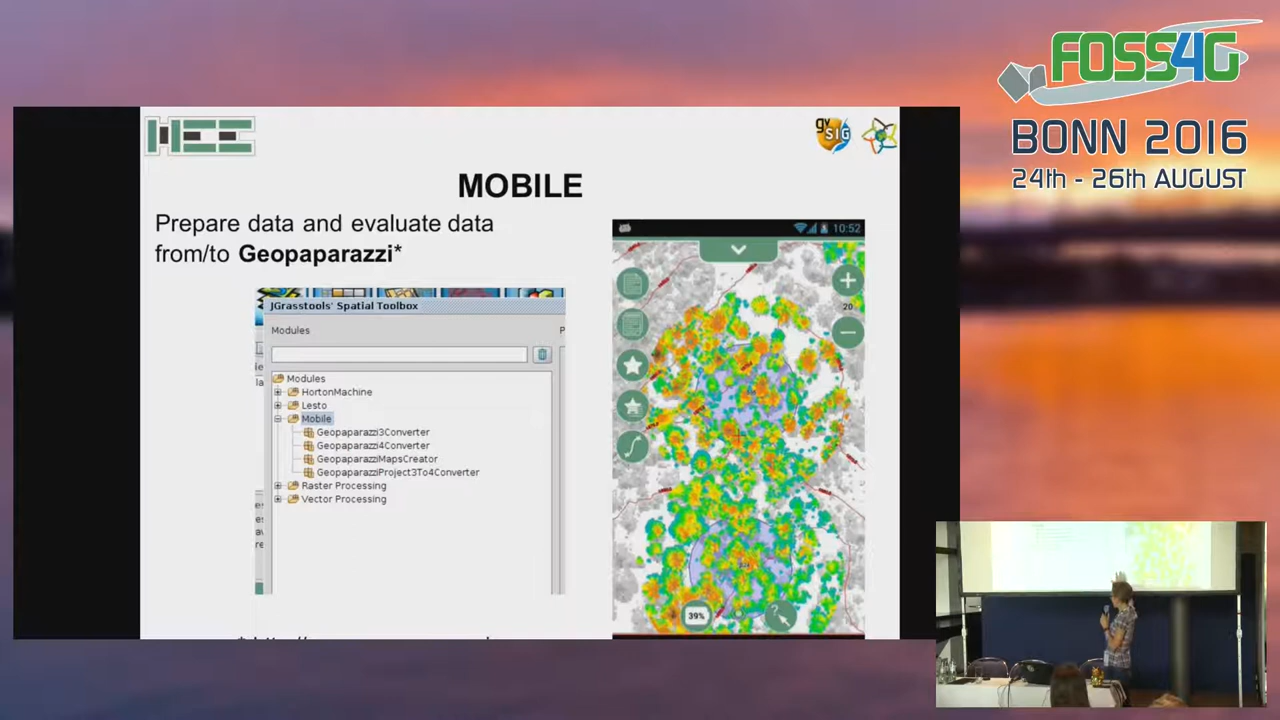 FOSS4G
BONN 2016
24th - 26th AUGUST
gvSIG
MOBILE
Prepare data and evaluate data
from/to Geopaparazzi*
JGrasstools' Spatial Toolbox
Modules
Modules
HortonMachine
Lesto
Mobile
Geopaparazzi3Converter
Geopaparazzi4Converter
GeopaparazziMapsCreator
GeopaparazziProject3To4Converter
Raster Processing
Vector Processing
10:52
20
39%